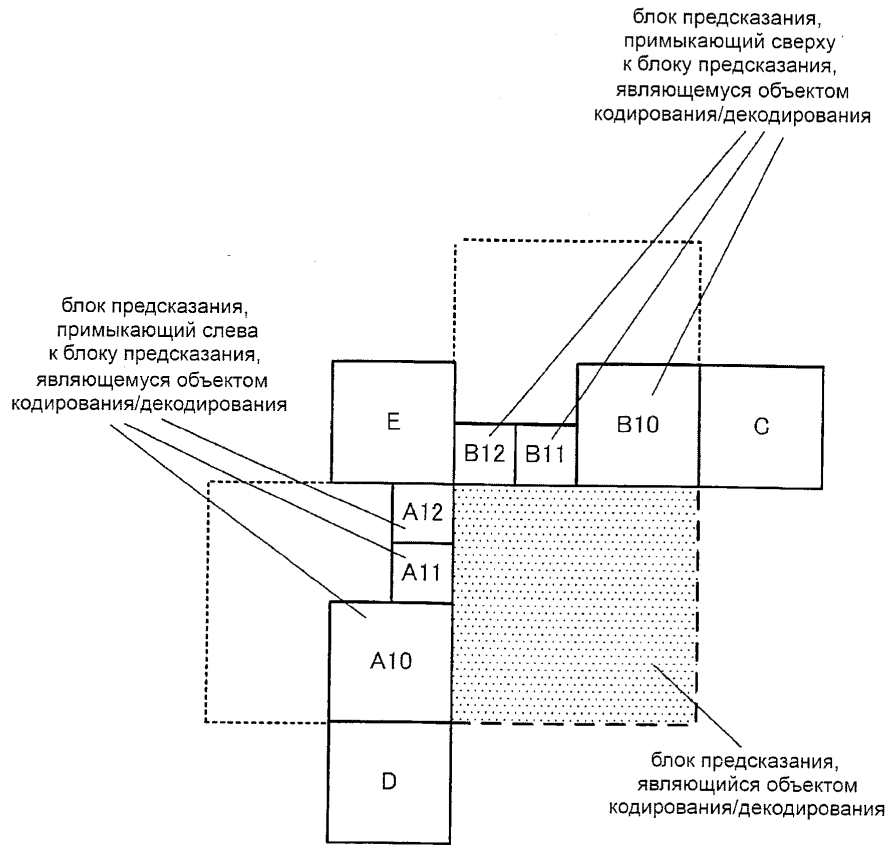 блок предсказания,
примыкающий сверху
к блоку предсказания,
являющемуся объектом
кодирования/декодирования
блок предсказания,
примыкающий слева
к блоку предсказания,
являющемуся объектом
кодирования/декодирования
E
B12
B11
B10
C
A12
A11
A10
D
блок предсказания,
являющийся объектом
кодирования/декодирования